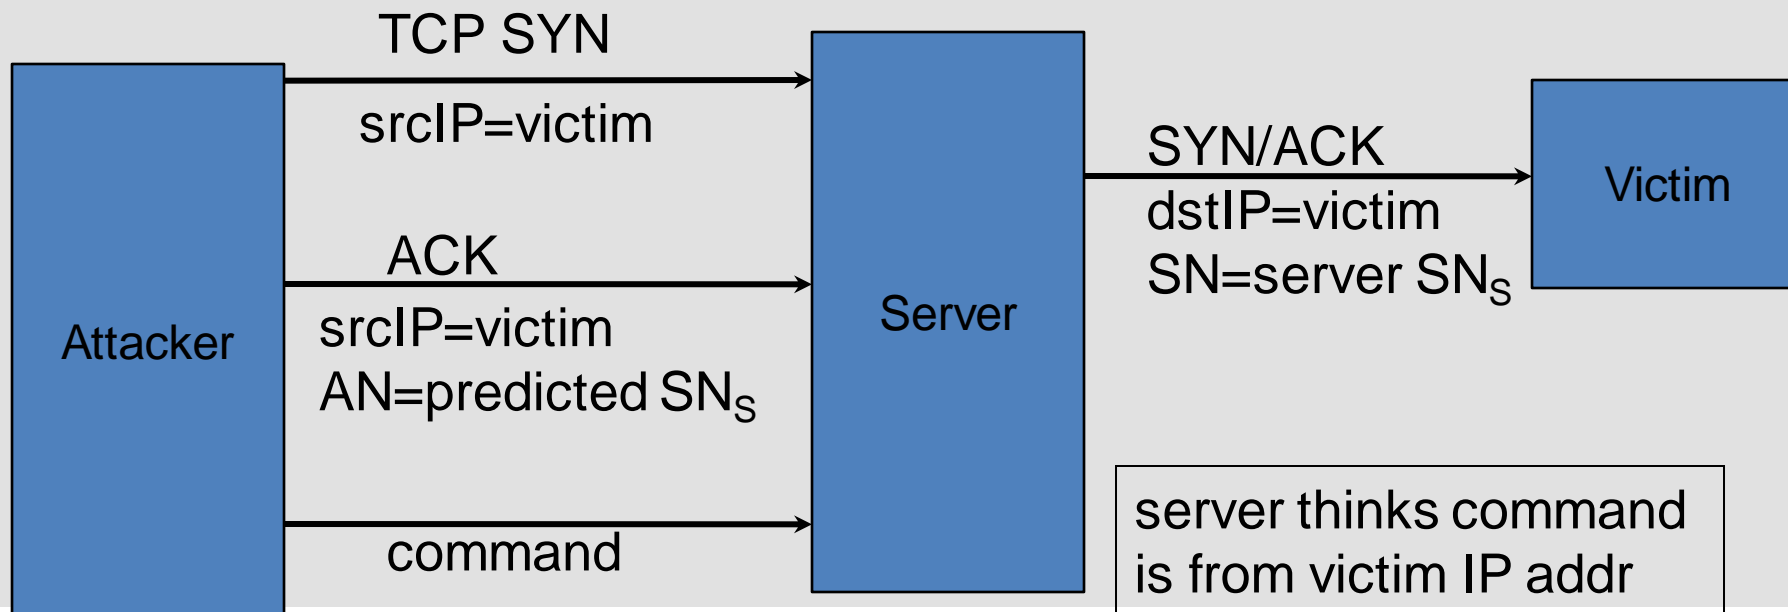 TCP SYN
srcIP=victim
Attacker
ACK
srcIP=victim
AN=predicted SNS
command
Server
SYN/ACK
dstIP=victim
SN=server SNS
Victim
server thinks command
is from victim IP addr